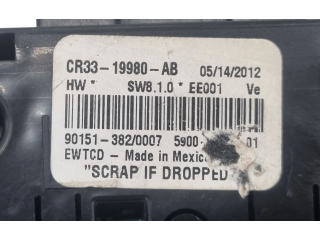 CR33-19980-AB 05/14/2012
HW * SW8.1.0 * EE001 Ve
90151-382/0007 5900- 01
EWTCD - Made in Mexico
"SCRAP IF DROPPED